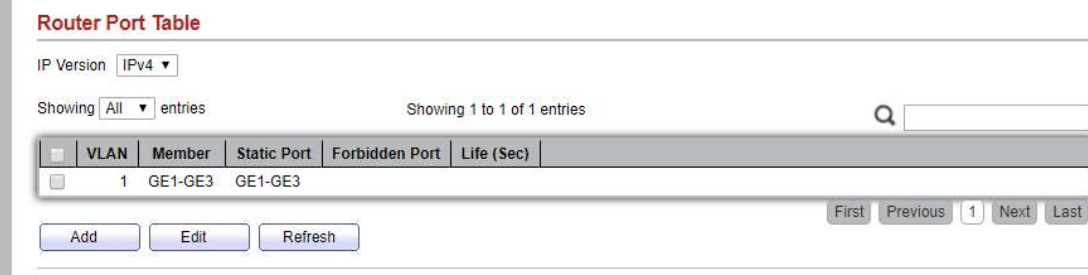 Router Port Table
IP Version IPv4
Showing All entries Showing 1 to 1 of 1 entries
VLAN Member Static Port Forbidden Port Life (Sec)
1 GE1-GE3 GE1-GE3
First Previous 1 Next Last
Add Edit Refresh